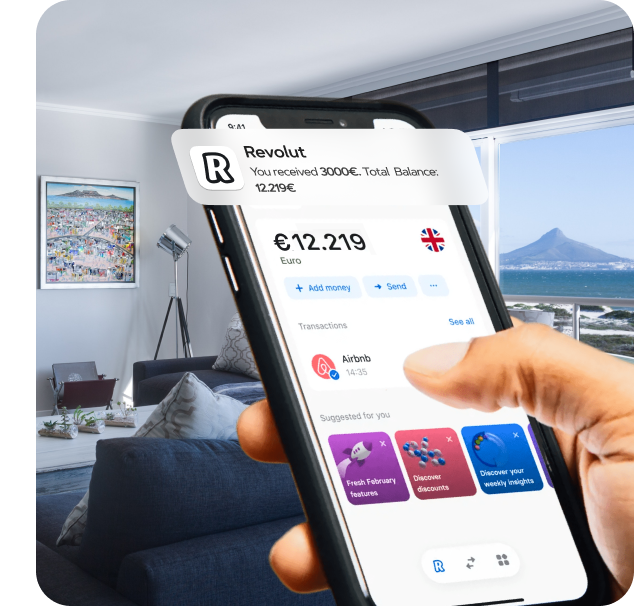 9:41
Revolut
You received 3000€. Total Balance:
12.219€
€12.219
Euro
+ Add money
→ Send
...
Transactions
See all
Airbnb
14:35
Suggested for you
Fresh February
features
Discover
discounts
Discover your
weekly insights